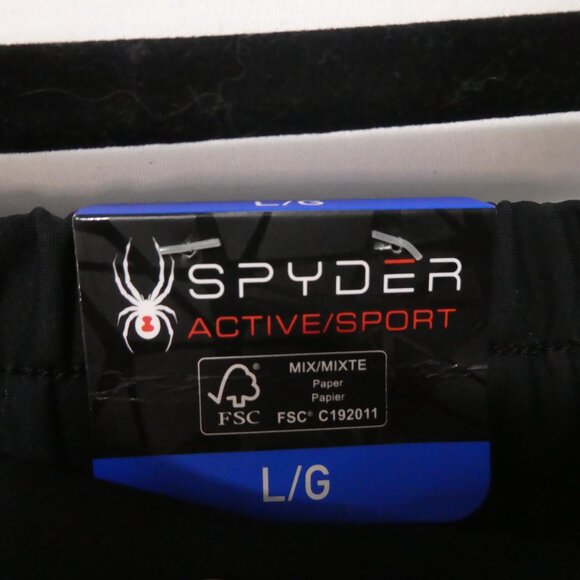 L/G
SPYDER
ACTIVE/SPORT
MIX/MIXTE
Paper
Papier
FSC
FSC® C192011
L/G